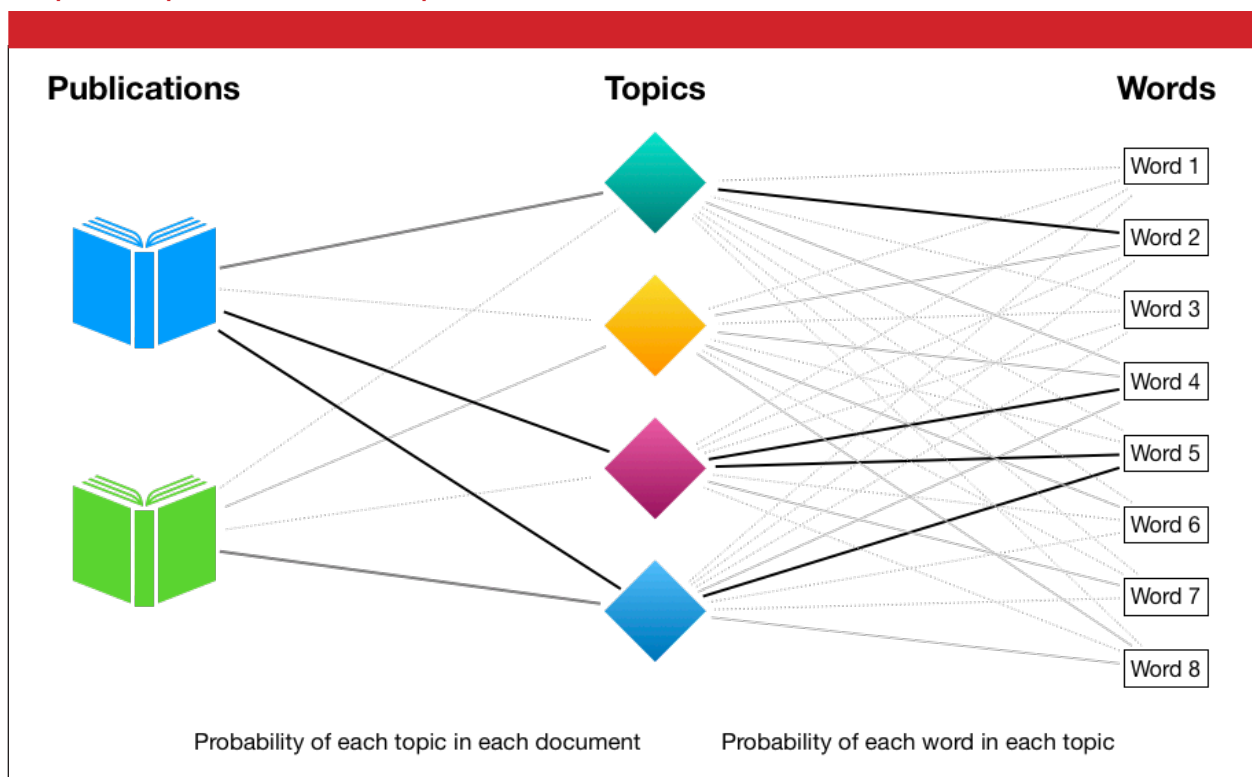 Publications
Topics
Words
Word 1
Word 2
Word 3
Word 4
Word 5
Word 6
Word 7
Word 8
Probability of each topic in each document
Probability of each word in each topic